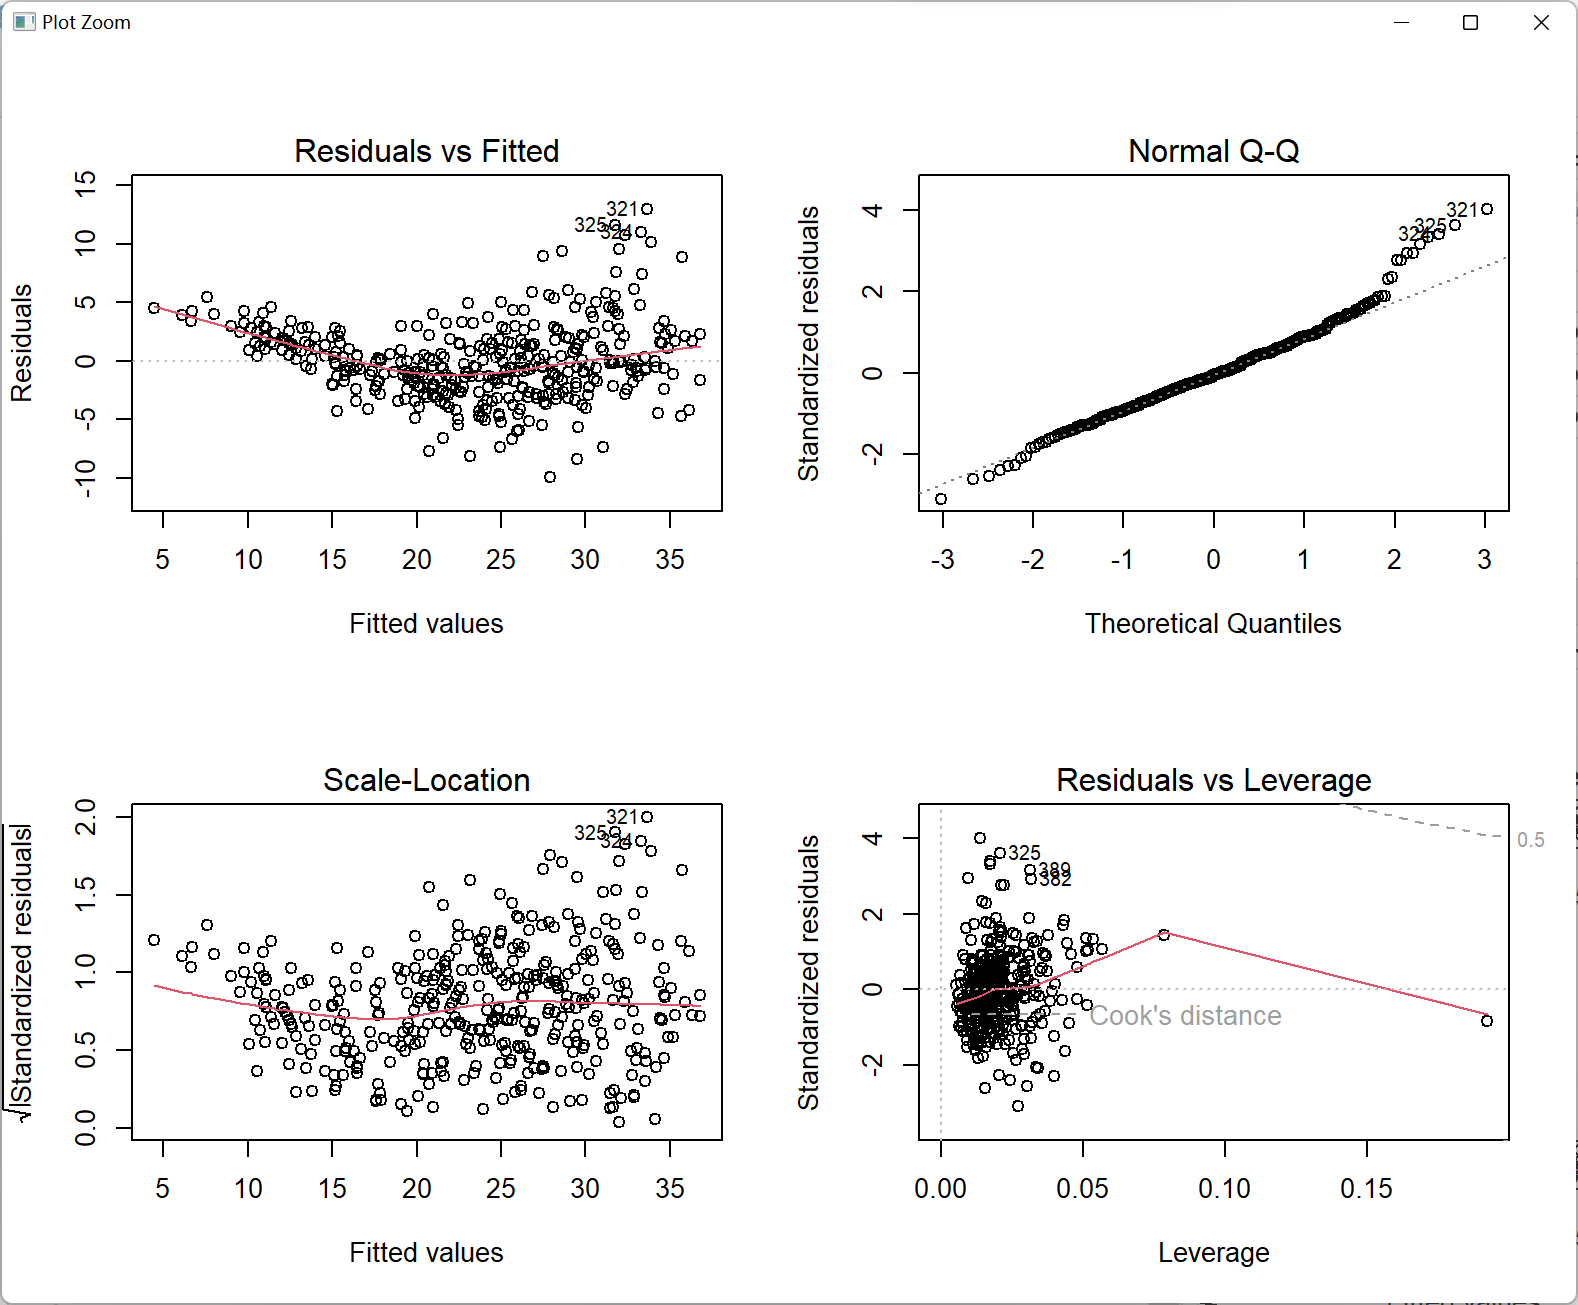 Plot Zoom
Residuals vs Fitted
Residuals
15
10
5
0
-5
-10
321
325
324
5 10 15 20 25 30 35
Fitted values
Normal Q-Q
Standardized residuals
4
2
0
-2
321
325
324
-3 -2 -1 0 1 2 3
Theoretical Quantiles
Scale-Location
√|Standardized residuals|
2.0
1.5
1.0
0.5
0.0
321
325
324
5 10 15 20 25 30 35
Fitted values
Residuals vs Leverage
Standardized residuals
4
2
0
-2
325
389
382
0.5
Cook's distance
0.00 0.05 0.10 0.15
Leverage